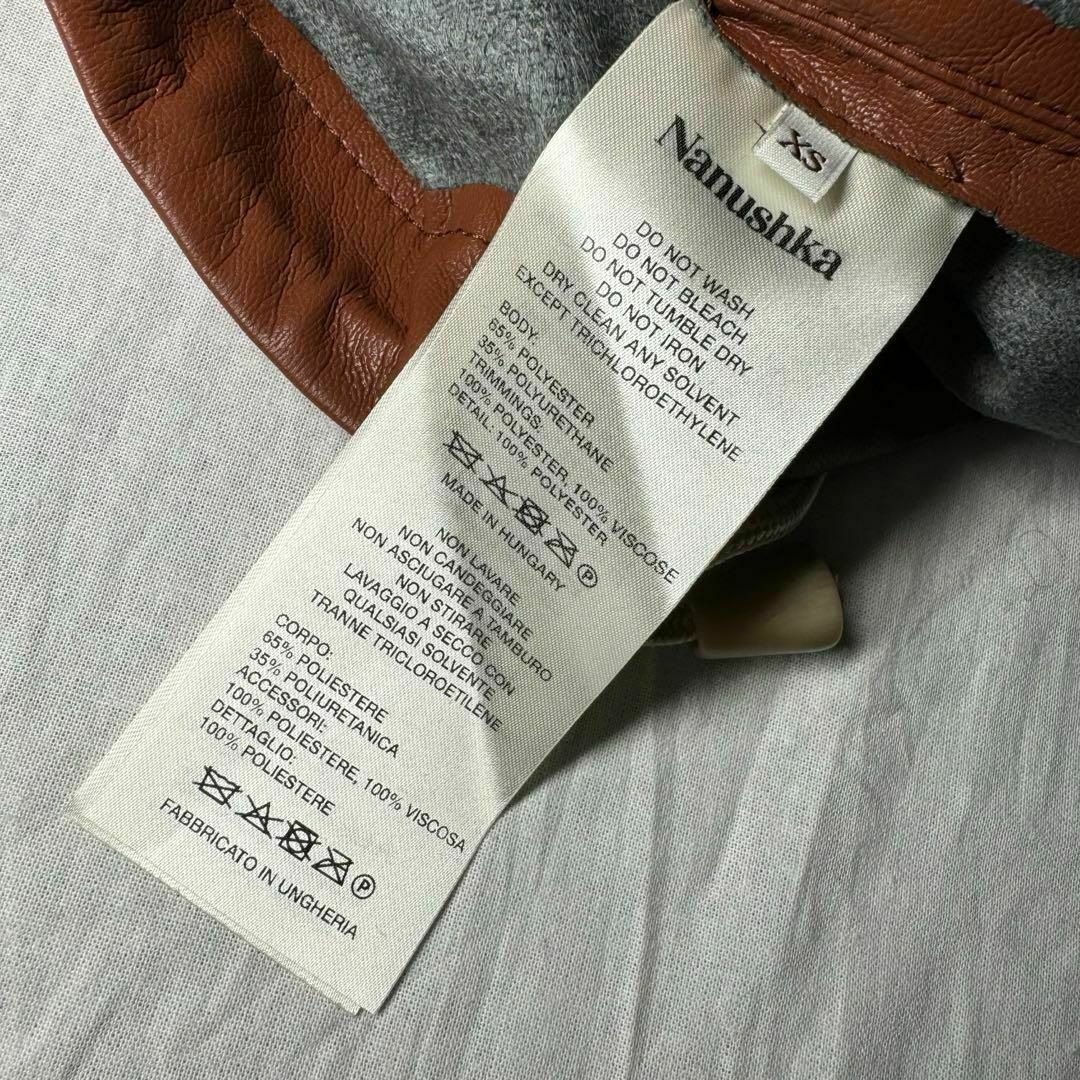 XS
Nanushka
DO NOT WASH
DO NOT BLEACH
DO NOT TUMBLE DRY
DO NOT IRON
DRY CLEAN ANY SOLVENT
EXCEPT TRICHLOROETHYLENE
BODY:
65% POLYESTER
35% POLYURETHANE
TRIMMINGS:
100% POLYESTER, 100% VISCOSE
DETAIL: 100% POLYESTER
P
MADE IN HUNGARY
NON LAVARE
NON CANDEGGIARE
NON ASCIUGARE A TAMBURO
NON STIRARE
LAVAGGIO A SECCO CON
QUALSIASI SOLVENTE
TRANNE TRICLOROETILENE
CORPO:
65% POLIESTERE
35% POLIURETANICA
ACCESSORI:
100% POLIESTERE, 100% VISCOSA
DETTAGLIO:
100% POLIESTERE
P
FABBRICATO IN UNGHERIA